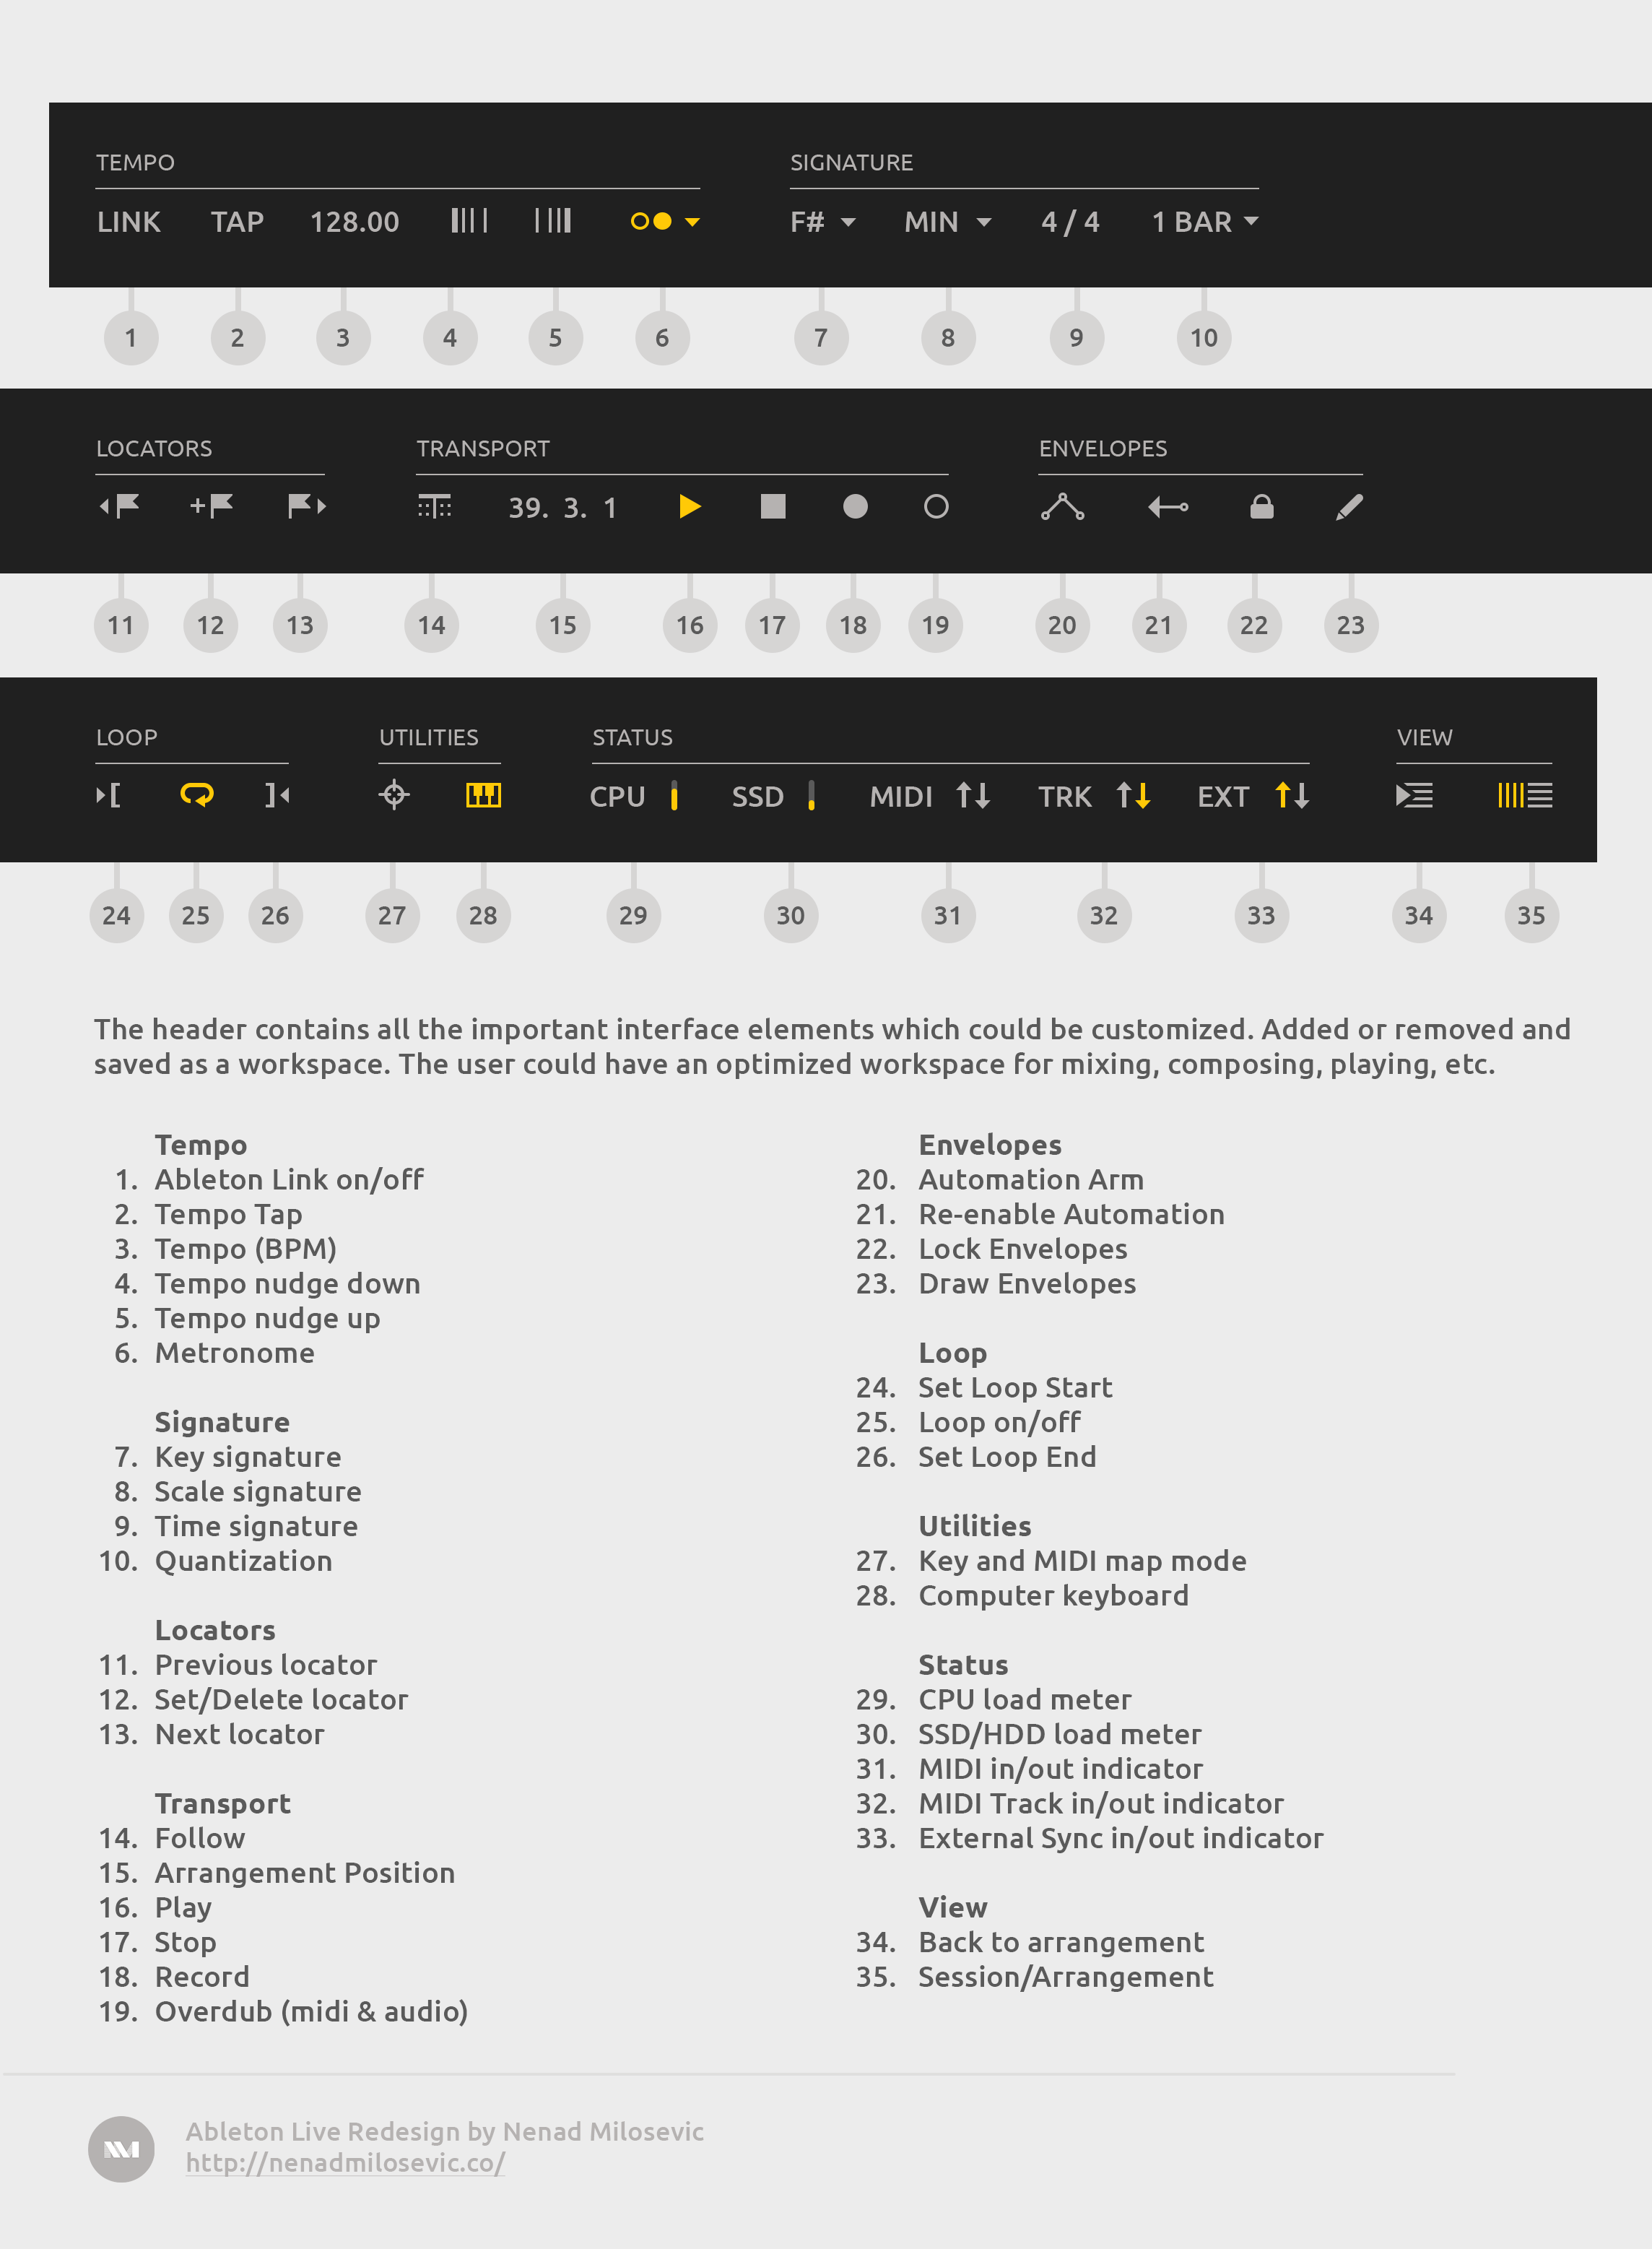 TEMPO SIGNATURE
LINK TAP 128.00 F# MIN 4 / 4 1 BAR
1 2 3 4 5 6 7 8 9 10
LOCATORS TRANSPORT ENVELOPES
39. 3. 1
11 12 13 14 15 16 17 18 19 20 21 22 23
LOOP UTILITIES STATUS VIEW
CPU SSD MIDI TRK EXT
24 25 26 27 28 29 30 31 32 33 34 35
The header contains all the important interface elements which could be customized. Added or removed and
saved as a workspace. The user could have an optimized workspace for mixing, composing, playing, etc.
Tempo
1. Ableton Link on/off
2. Tempo Tap
3. Tempo (BPM)
4. Tempo nudge down
5. Tempo nudge up
6. Metronome
Signature
7. Key signature
8. Scale signature
9. Time signature
10. Quantization
Locators
11. Previous locator
12. Set/Delete locator
13. Next locator
Transport
14. Follow
15. Arrangement Position
16. Play
17. Stop
18. Record
19. Overdub (midi & audio)
Envelopes
20. Automation Arm
21. Re-enable Automation
22. Lock Envelopes
23. Draw Envelopes
Loop
24. Set Loop Start
25. Loop on/off
26. Set Loop End
Utilities
27. Key and MIDI map mode
28. Computer keyboard
Status
29. CPU load meter
30. SSD/HDD load meter
31. MIDI in/out indicator
32. MIDI Track in/out indicator
33. External Sync in/out indicator
View
34. Back to arrangement
35. Session/Arrangement
Ableton Live Redesign by Nenad Milosevic
http://nenadmilosevic.co/